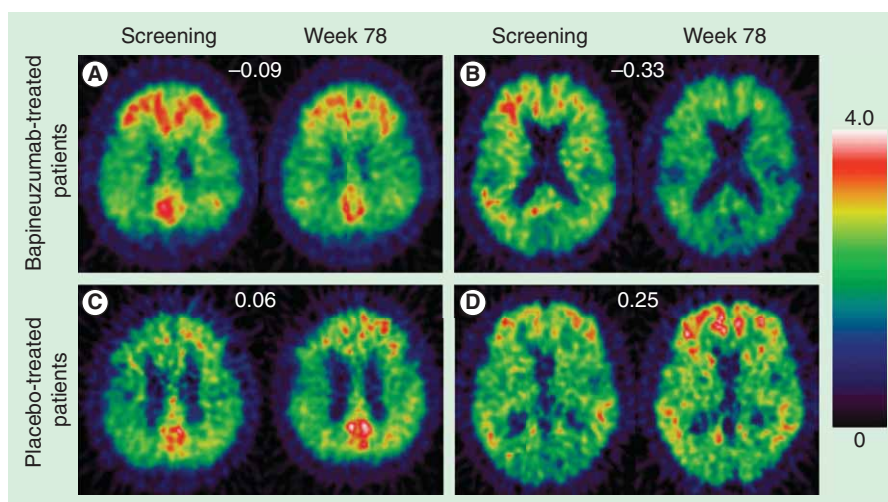 Screening Week 78 Screening Week 78
Bapineuzumab-treated
patients
A –0.09 B –0.33
4.0
Placebo-treated
patients
C 0.06 D 0.25
0